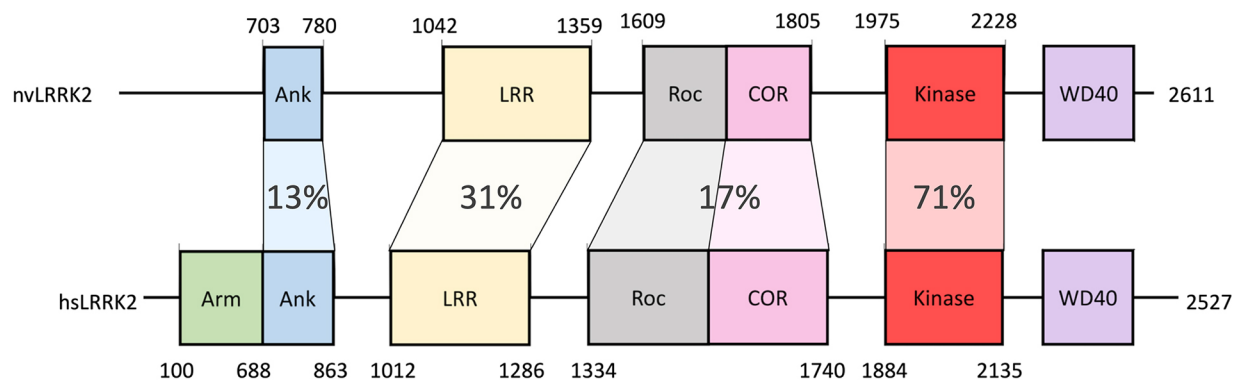 703 780 1042 1359 1609 1805 1975 2228
nvLRRK2 Ank LRR Roc COR Kinase WD40 2611
13% 31% 17% 71%
hsLRRK2 Arm Ank LRR Roc COR Kinase WD40 2527
100 688 863 1012 1286 1334 1740 1884 2135